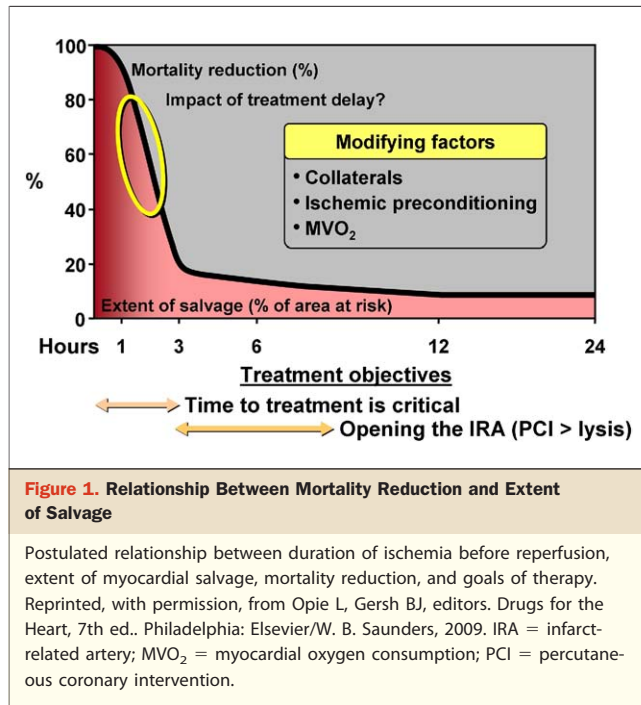 100
Mortality reduction (%)
Impact of treatment delay?
80
Modifying factors
60
• Collaterals
%
• Ischemic preconditioning
40
• MVO₂
20
Extent of salvage (% of area at risk)
0
Hours 1 3 6 12 24
Treatment objectives
Time to treatment is critical
Opening the IRA (PCI > lysis)
Figure 1. Relationship Between Mortality Reduction and Extent
of Salvage
Postulated relationship between duration of ischemia before reperfusion,
extent of myocardial salvage, mortality reduction, and goals of therapy.
Reprinted, with permission, from Opie L, Gersh BJ, editors. Drugs for the
Heart, 7th ed.. Philadelphia: Elsevier/W. B. Saunders, 2009. IRA = infarct-
related artery; MVO₂ = myocardial oxygen consumption; PCI = percutane-
ous coronary intervention.